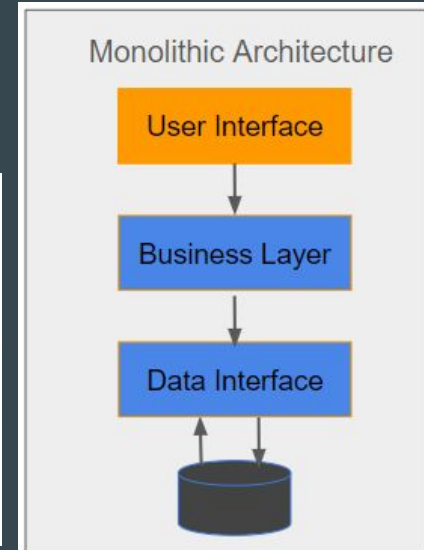 Monolithic Architecture
User Interface
Business Layer
Data Interface